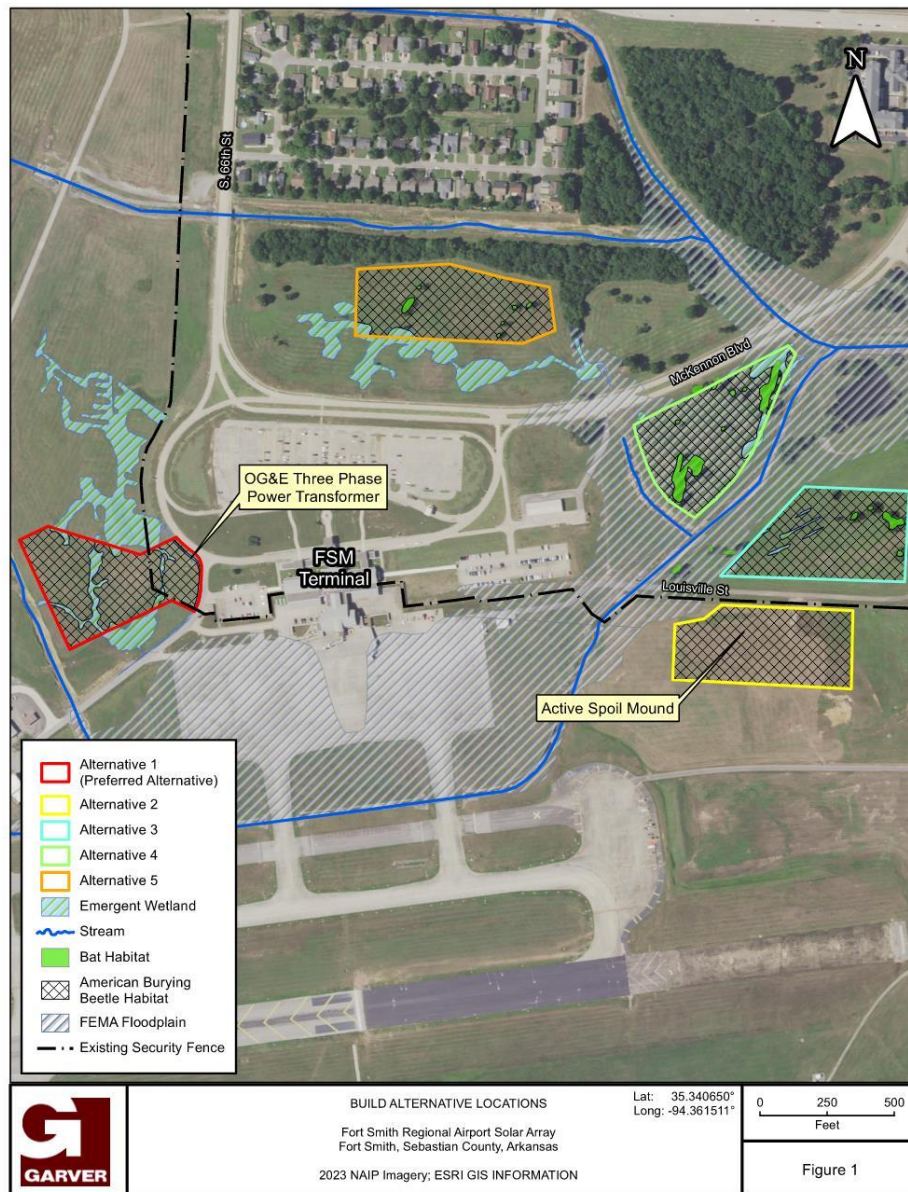 N
S. 66th St
McKennon Blvd
OG&E Three Phase
Power Transformer
FSM
Terminal
Louisville St
Active Spoil Mound
Alternative 1
(Preferred Alternative)
Alternative 2
Alternative 3
Alternative 4
Alternative 5
Emergent Wetland
Stream
Bat Habitat
American Burying
Beetle Habitat
FEMA Floodplain
Existing Security Fence
GARVER
BUILD ALTERNATIVE LOCATIONS
Fort Smith Regional Airport Solar Array
Fort Smith, Sebastian County, Arkansas
2023 NAIP Imagery; ESRI GIS INFORMATION
Lat: 35.340650°
Long: -94.361511°
0 250 500
Feet
Figure 1